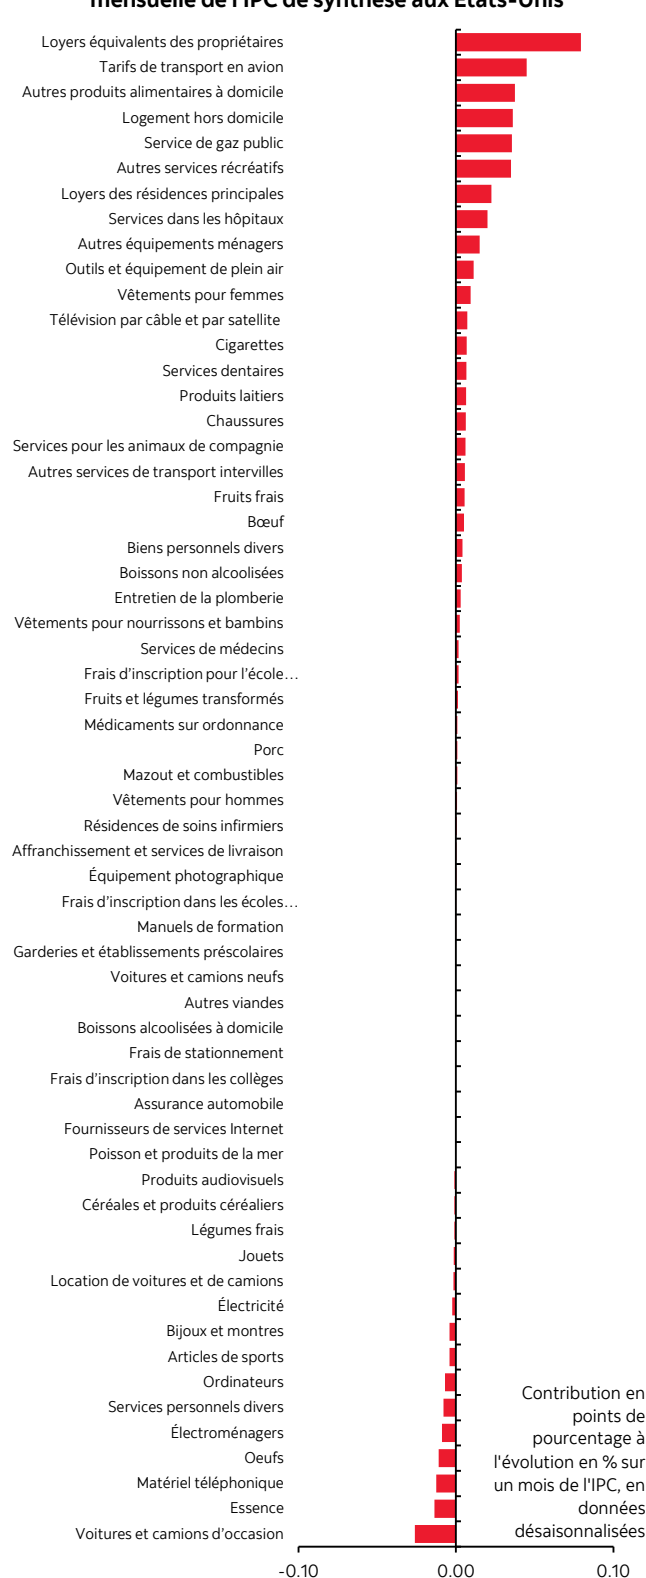 mensuelle de l'IPC de synthèse aux États-Unis
Loyers équivalents des propriétaires
Tarifs de transport en avion
Autres produits alimentaires à domicile
Logement hors domicile
Service de gaz public
Autres services récréatifs
Loyers des résidences principales
Services dans les hôpitaux
Autres équipements ménagers
Outils et équipement de plein air
Vêtements pour femmes
Télévision par câble et par satellite
Cigarettes
Services dentaires
Produits laitiers
Chaussures
Services pour les animaux de compagnie
Autres services de transport intervilles
Fruits frais
Bœuf
Biens personnels divers
Boissons non alcoolisées
Entretien de la plomberie
Vêtements pour nourrissons et bambins
Services de médecins
Frais d’inscription pour l’école…
Fruits et légumes transformés
Médicaments sur ordonnance
Porc
Mazout et combustibles
Vêtements pour hommes
Résidences de soins infirmiers
Affranchissement et services de livraison
Équipement photographique
Frais d’inscription dans les écoles…
Manuels de formation
Garderies et établissements préscolaires
Voitures et camions neufs
Autres viandes
Boissons alcoolisées à domicile
Frais de stationnement
Frais d’inscription dans les collèges
Assurance automobile
Fournisseurs de services Internet
Poisson et produits de la mer
Produits audiovisuels
Céréales et produits céréaliers
Légumes frais
Jouets
Location de voitures et de camions
Électricité
Bijoux et montres
Articles de sports
Ordinateurs
Services personnels divers
Électroménagers
Oeufs
Matériel téléphonique
Essence
Voitures et camions d’occasion
Contribution en
points de
pourcentage à
l'évolution en % sur
un mois de l'IPC, en
données
désaisonnalisées
-0.10 0.00 0.10